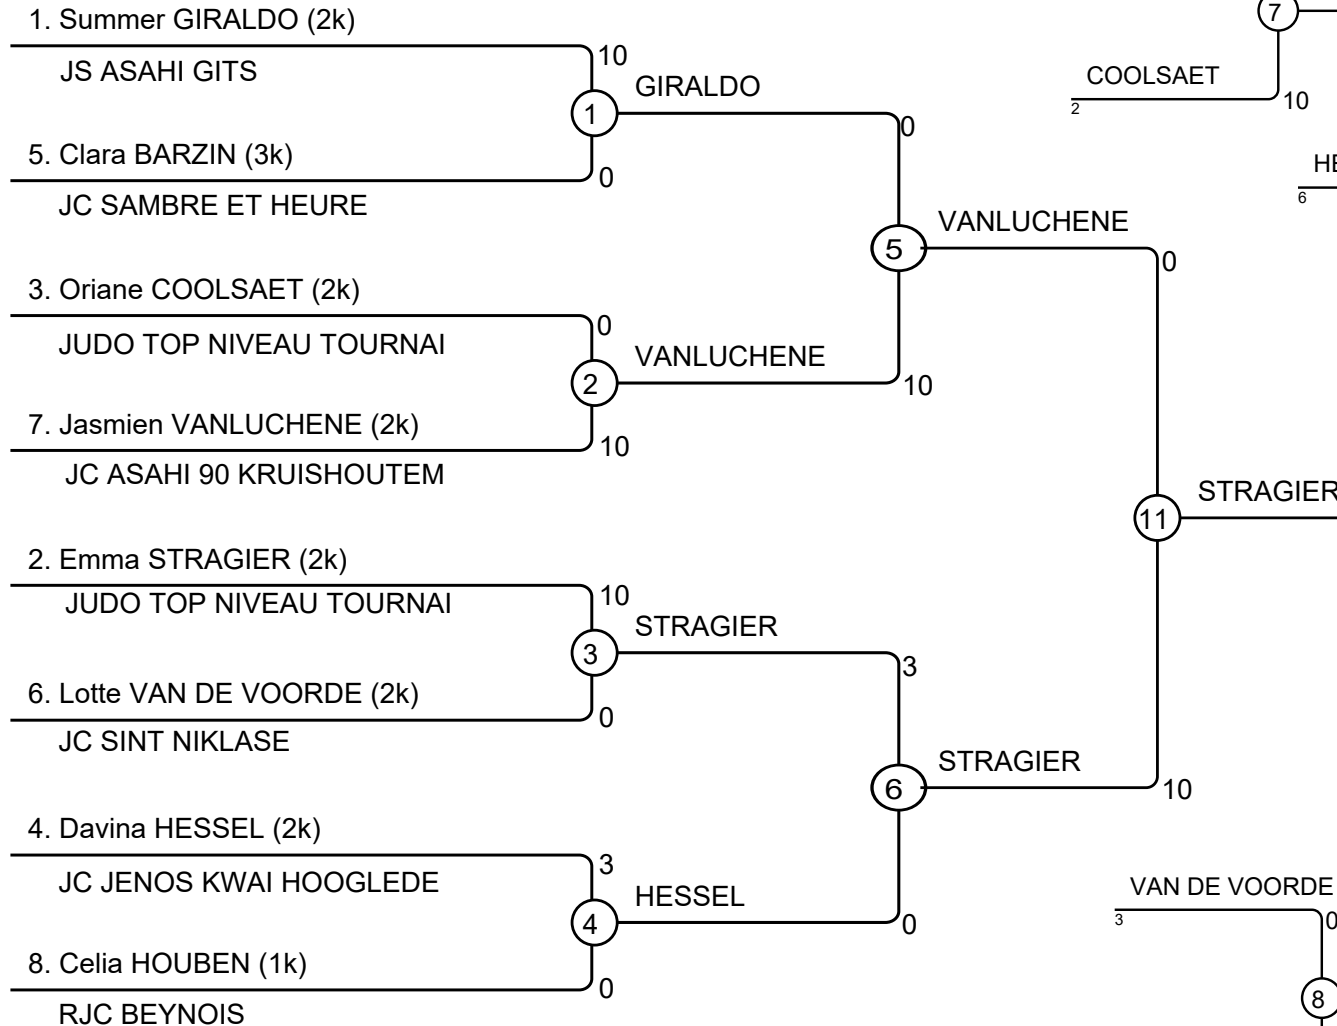 1. Summer GIRALDO (2k)
10
JS ASAHI GITS
1
GIRALDO
0
5. Clara BARZIN (3k)
0
JC SAMBRE ET HEURE
5
VANLUCHENE
0
3. Oriane COOLSAET (2k)
0
JUDO TOP NIVEAU TOURNAI
2
VANLUCHENE
10
7. Jasmien VANLUCHENE (2k)
10
JC ASAHI 90 KRUISHOUTEM
11
STRAGIER
2. Emma STRAGIER (2k)
10
JUDO TOP NIVEAU TOURNAI
3
STRAGIER
3
6. Lotte VAN DE VOORDE (2k)
0
JC SINT NIKLASE
6
STRAGIER
10
4. Davina HESSEL (2k)
3
JC JENOS KWAI HOOGLEDE
4
HESSEL
0
8. Celia HOUBEN (1k)
0
RJC BEYNOIS
7
COOLSAET
2
10
HE
6
VAN DE VOORDE
3
0
8